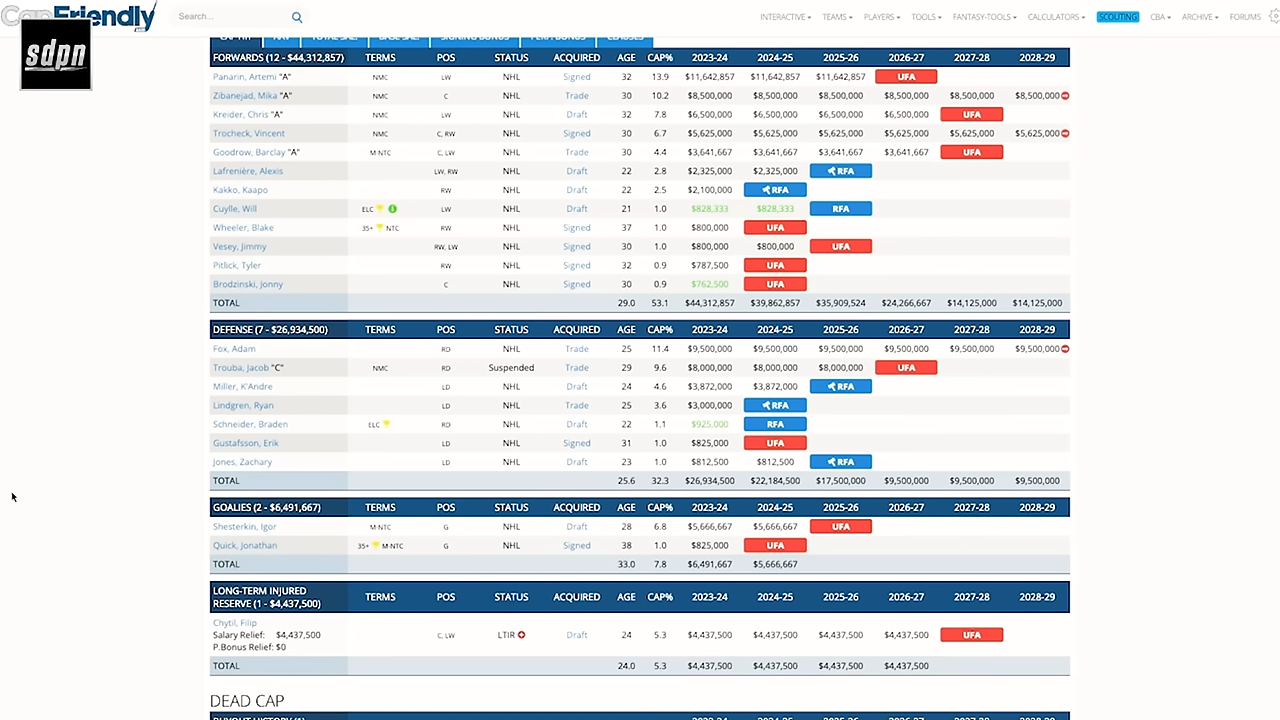 CapFriendly
Search...
INTERACTIVE TEAMS PLAYERS TOOLS FANTASY-TOOLS CALCULATORS SCOUTING CBA ARCHIVE FORUMS
sdpn
FORWARDS (12 - $44,312,857) TERMS POS STATUS ACQUIRED AGE CAP% 2023-24 2024-25 2025-26 2026-27 2027-28 2028-29
Panarin, Artemi "A" NMC LW NHL Signed 32 13.9 $11,642,857 $11,642,857 $11,642,857 UFA
Zibanejad, Mika "A" NMC C NHL Trade 30 10.2 $8,500,000 $8,500,000 $8,500,000 $8,500,000 $8,500,000 $8,500,000
Kreider, Chris "A" NMC LW NHL Draft 32 7.8 $6,500,000 $6,500,000 $6,500,000 $6,500,000 UFA
Trocheck, Vincent NMC C, RW NHL Signed 30 6.7 $5,625,000 $5,625,000 $5,625,000 $5,625,000 $5,625,000 $5,625,000
Goodrow, Barclay "A" M-NTC C, LW NHL Trade 30 4.4 $3,641,667 $3,641,667 $3,641,667 $3,641,667 UFA
Lafrenière, Alexis LW, RW NHL Draft 22 2.8 $2,325,000 $2,325,000 RFA
Kakko, Kaapo RW NHL Draft 22 2.5 $2,100,000 RFA
Cuylle, Will ELC LW NHL Draft 21 1.0 $828,333 $828,333 RFA
Wheeler, Blake 35+ NTC RW NHL Signed 37 1.0 $800,000 UFA
Vesey, Jimmy RW, LW NHL Signed 30 1.0 $800,000 $800,000 UFA
Pitlick, Tyler RW NHL Signed 32 0.9 $787,500 UFA
Brodzinski, Jonny C NHL Signed 30 0.9 $762,500 UFA
TOTAL 29.0 53.1 $44,312,857 $39,862,857 $35,909,524 $24,266,667 $14,125,000 $14,125,000
DEFENSE (7 - $26,934,500) TERMS POS STATUS ACQUIRED AGE CAP% 2023-24 2024-25 2025-26 2026-27 2027-28 2028-29
Fox, Adam RD NHL Trade 25 11.4 $9,500,000 $9,500,000 $9,500,000 $9,500,000 $9,500,000 $9,500,000
Trouba, Jacob "C" NMC RD Suspended Trade 29 9.6 $8,000,000 $8,000,000 $8,000,000 UFA
Miller, K'Andre LD NHL Draft 24 4.6 $3,872,000 $3,872,000 RFA
Lindgren, Ryan LD NHL Trade 25 3.6 $3,000,000 RFA
Schneider, Braden ELC RD NHL Draft 22 1.1 $925,000 RFA
Gustafsson, Erik LD NHL Signed 31 1.0 $825,000 UFA
Jones, Zachary LD NHL Draft 23 1.0 $812,500 $812,500 RFA
TOTAL 25.6 32.3 $26,934,500 $22,184,500 $17,500,000 $9,500,000 $9,500,000 $9,500,000
GOALIES (2 - $6,491,667) TERMS POS STATUS ACQUIRED AGE CAP% 2023-24 2024-25 2025-26 2026-27 2027-28 2028-29
Shesterkin, Igor M-NTC G NHL Draft 28 6.8 $5,666,667 $5,666,667 UFA
Quick, Jonathan 35+ M-NTC G NHL Signed 38 1.0 $825,000 UFA
TOTAL 33.0 7.8 $6,491,667 $5,666,667
LONG-TERM INJURED
RESERVE (1 - $4,437,500) TERMS POS STATUS ACQUIRED AGE CAP% 2023-24 2024-25 2025-26 2026-27 2027-28 2028-29
Chytil, Filip
Salary Relief: $4,437,500 C, LW LTIR Draft 24 5.3 $4,437,500 $4,437,500 $4,437,500 $4,437,500 UFA
P.Bonus Relief: $0
TOTAL 24.0 5.3 $4,437,500 $4,437,500 $4,437,500 $4,437,500
DEAD CAP